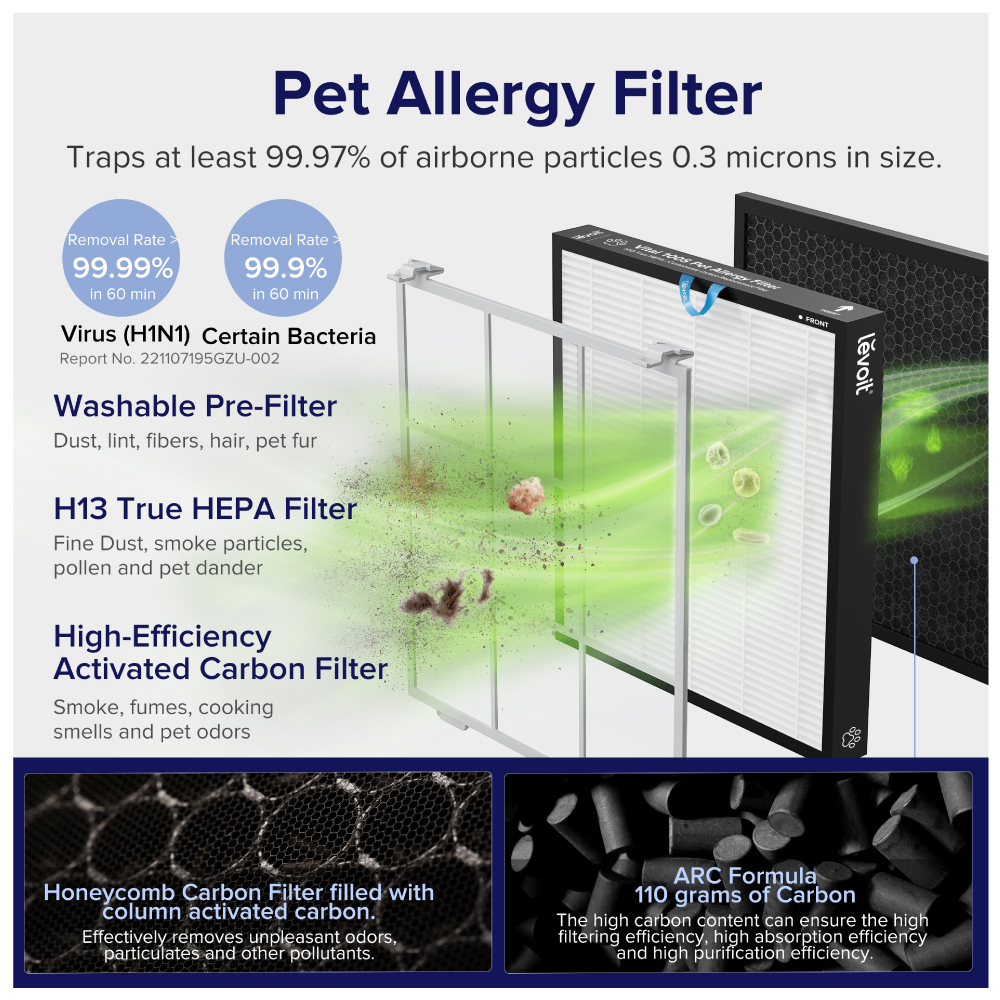 Pet Allergy Filter
Traps at least 99.97% of airborne particles 0.3 microns in size.
Removal Rate >
99.99%
in 60 min
Removal Rate >
99.9%
in 60 min
Virus (H1N1)
Certain Bacteria
Report No. 221107195GZU-002
levoit
Vital 100S Pet Allergy Filter
FRONT
levoit
Washable Pre-Filter
Dust, lint, fibers, hair, pet fur
H13 True HEPA Filter
Fine Dust, smoke particles,
pollen and pet dander
High-Efficiency
Activated Carbon Filter
Smoke, fumes, cooking
smells and pet odors
Honeycomb Carbon Filter filled with
column activated carbon.
Effectively removes unpleasant odors,
particulates and other pollutants.
ARC Formula
110 grams of Carbon
The high carbon content can ensure the high
filtering efficiency, high absorption efficiency
and high purification efficiency.